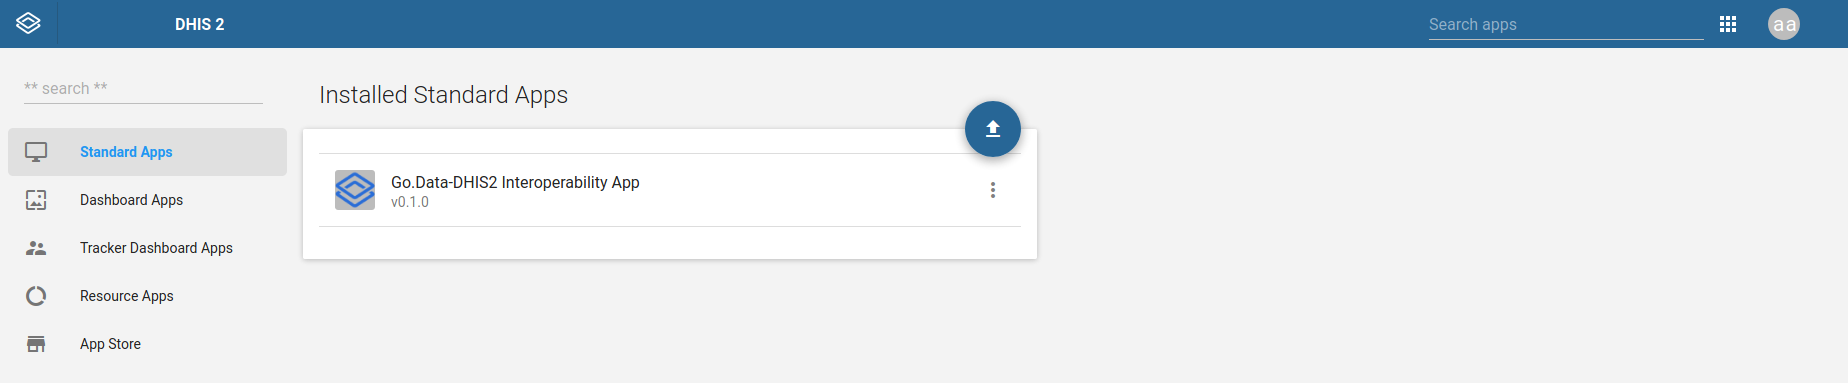 DHIS 2
Search apps
aa
** search **
Installed Standard Apps
Standard Apps
Go.Data-DHIS2 Interoperability App
v0.1.0
Dashboard Apps
Tracker Dashboard Apps
Resource Apps
App Store